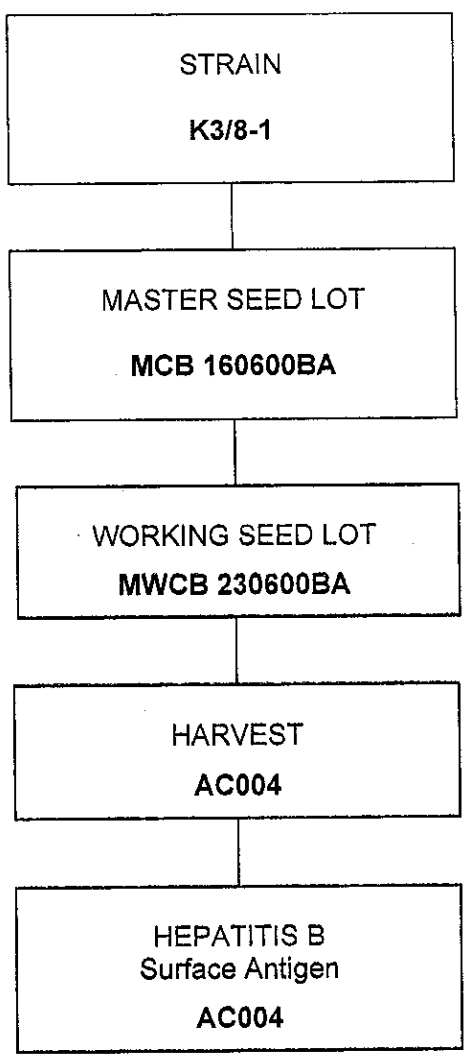 STRAIN
K3/8-1
MASTER SEED LOT
MCB 160600BA
WORKING SEED LOT
MWCB 230600BA
HARVEST
AC004
HEPATITIS B
Surface Antigen
AC004